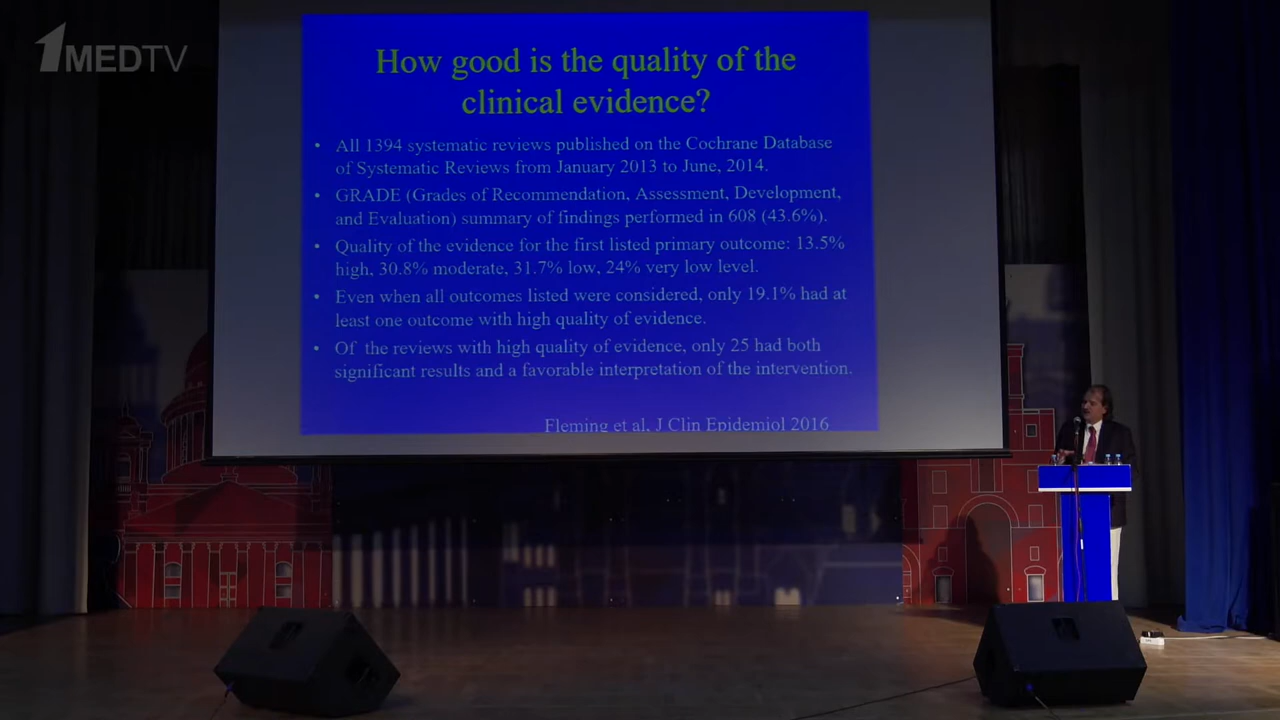 1MEDTV
How good is the quality of the
clinical evidence?
• All 1394 systematic reviews published on the Cochrane Database
of Systematic Reviews from January 2013 to June, 2014.
• GRADE (Grades of Recommendation, Assessment, Development,
and Evaluation) summary of findings performed in 608 (43.6%).
• Quality of the evidence for the first listed primary outcome: 13.5%
high, 30.8% moderate, 31.7% low, 24% very low level.
• Even when all outcomes listed were considered, only 19.1% had at
least one outcome with high quality of evidence.
• Of the reviews with high quality of evidence, only 25 had both
significant results and a favorable interpretation of the intervention.
Fleming et al, J Clin Epidemiol 2016